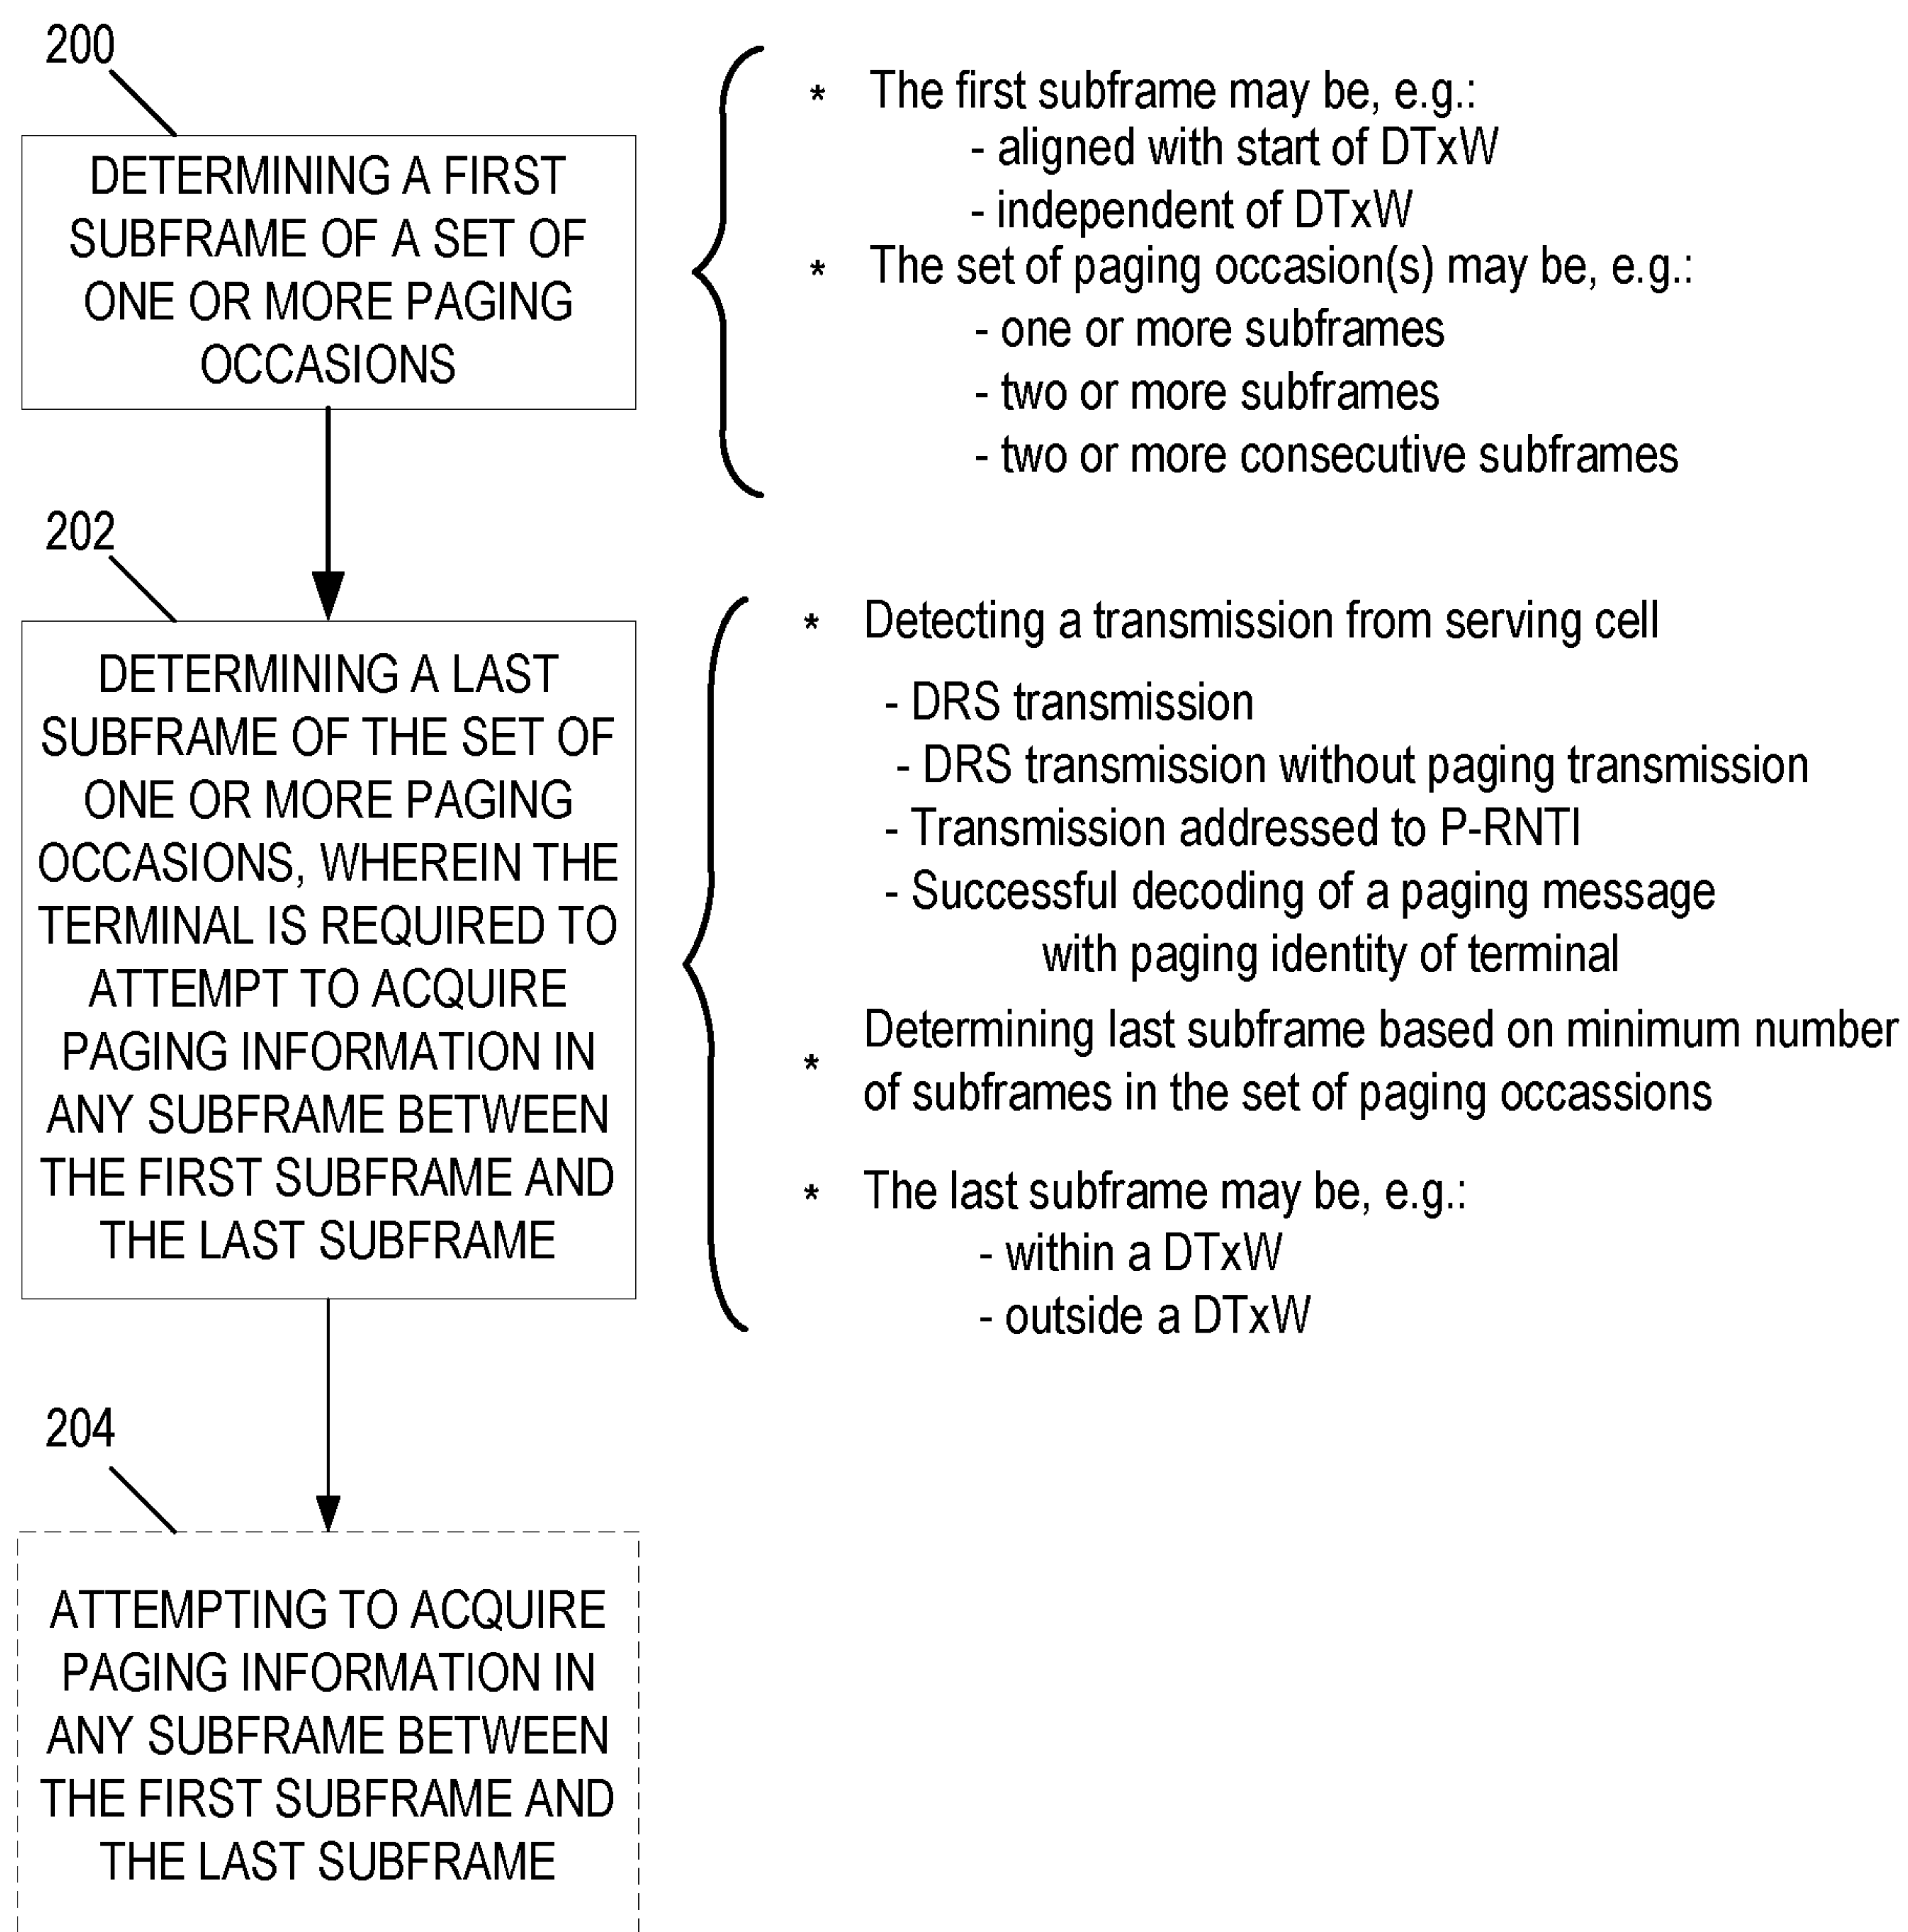 200
DETERMINING A FIRST
SUBFRAME OF A SET OF
ONE OR MORE PAGING
OCCASIONS
* The first subframe may be, e.g.:
- aligned with start of DTxW
- independent of DTxW
* The set of paging occasion(s) may be, e.g.:
- one or more subframes
- two or more subframes
- two or more consecutive subframes
202
DETERMINING A LAST
SUBFRAME OF THE SET OF
ONE OR MORE PAGING
OCCASIONS, WHEREIN THE
TERMINAL IS REQUIRED TO
ATTEMPT TO ACQUIRE
PAGING INFORMATION IN
ANY SUBFRAME BETWEEN
THE FIRST SUBFRAME AND
THE LAST SUBFRAME
* Detecting a transmission from serving cell
- DRS transmission
- DRS transmission without paging transmission
- Transmission addressed to P-RNTI
- Successful decoding of a paging message
with paging identity of terminal
* Determining last subframe based on minimum number
of subframes in the set of paging occassions
* The last subframe may be, e.g.:
- within a DTxW
- outside a DTxW
204
ATTEMPTING TO ACQUIRE
PAGING INFORMATION IN
ANY SUBFRAME BETWEEN
THE FIRST SUBFRAME AND
THE LAST SUBFRAME